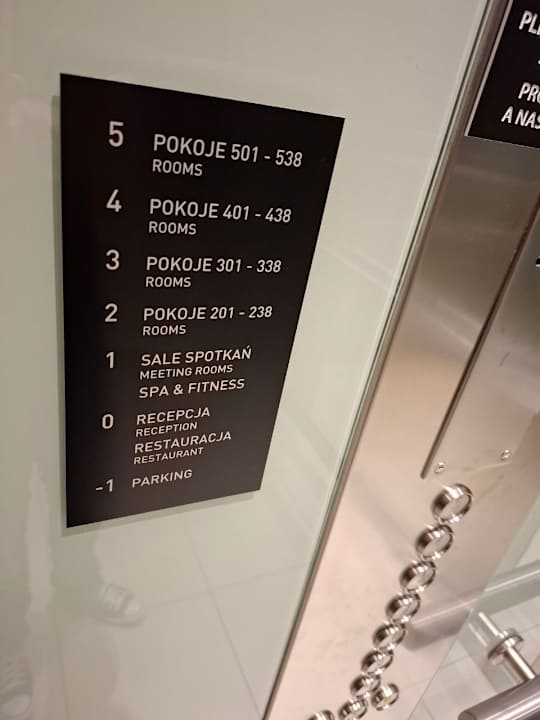 5 POKOJE 501 - 538
ROOMS
4 POKOJE 401 - 438
ROOMS
3 POKOJE 301 - 338
ROOMS
2 POKOJE 201 - 238
ROOMS
1 SALE SPOTKAŃ
MEETING ROOMS
SPA & FITNESS
0 RECEPCJA
RECEPTION
RESTAURACJA
RESTAURANT
-1 PARKING
A NAS